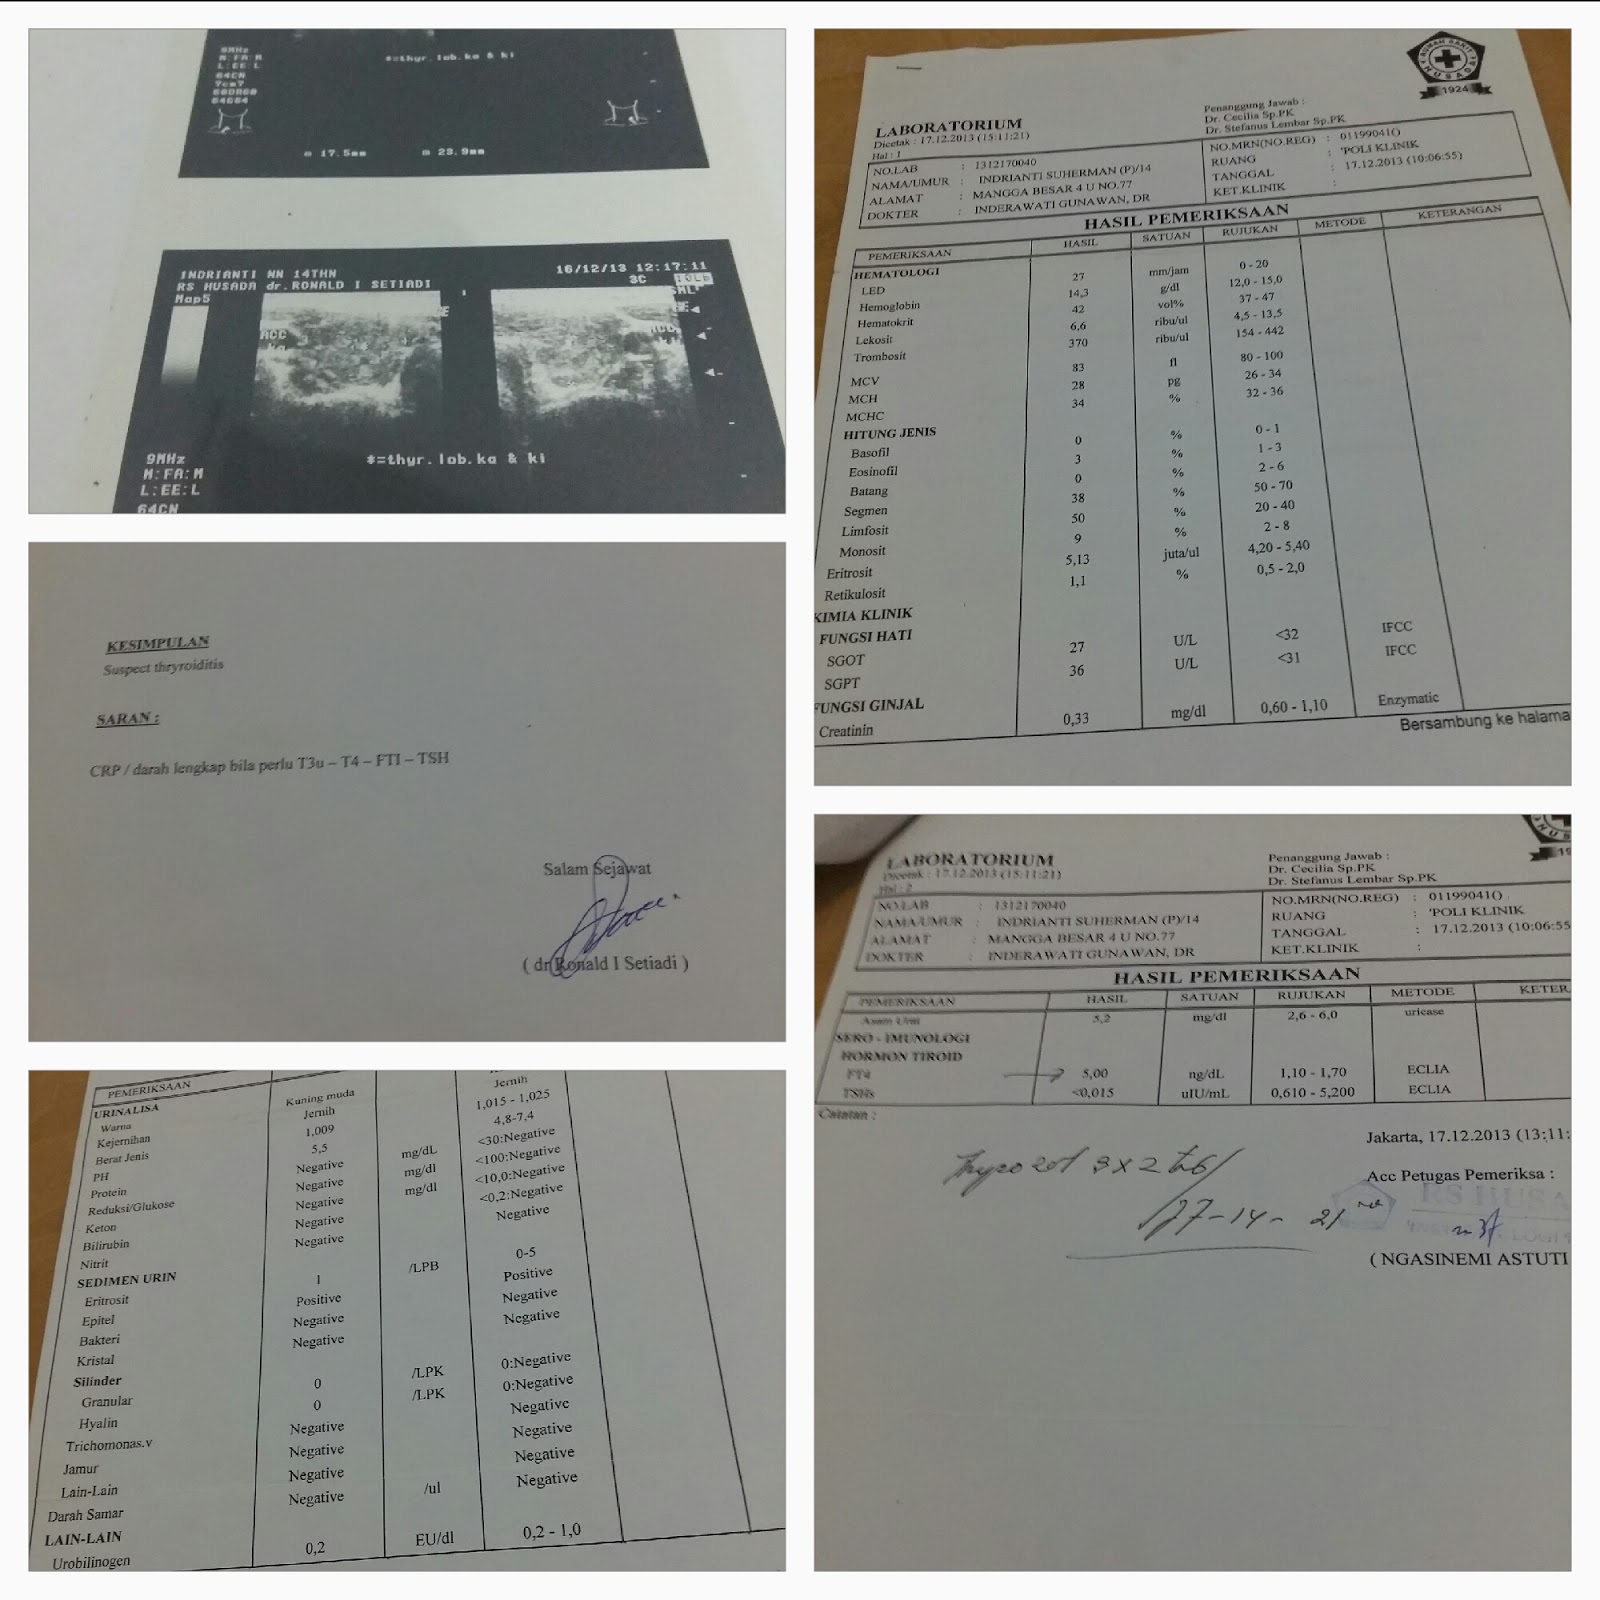 9MHz
M:FA:M
L:EE:L
64CN
7cm7
*=thyr.lob.ka & ki
17.5mm
23.9mm
INDRIANTI NN 14THN
RS HUSADA dr.RONALD I SETIADI
Map5
16/12/13 12:17:11
3C
ACC
ACC
9MHz
M:FA:M
L:EE:L
64CN
*=thyr.lob.ka & ki
KESIMPULAN
Suspect thryroiditis
SARAN :
CRP / darah lengkap bila perlu T3u – T4 – FTI – TSH
Salam Sejawat
( dr Ronald I Setiadi )
PEMERIKSAAN
URINALISA Jernih
Warna Kuning muda
Kejernihan Jernih
Berat Jenis 1,009 1,015 - 1,025
PH 5,5 4,8-7,4
Protein Negative mg/dL <30:Negative
Reduksi/Glukose Negative mg/dl <100:Negative
Keton Negative mg/dl <10,0:Negative
Bilirubin Negative <0,2:Negative
Nitrit Negative Negative
SEDIMEN URIN
Eritrosit 1 /LPB 0-5
Epitel Positive Positive
Bakteri Negative Negative
Kristal Negative Negative
Silinder
Granular 0 /LPK 0:Negative
Hyalin 0 /LPK 0:Negative
Trichomonas.v Negative Negative
Jamur Negative Negative
Lain-Lain Negative Negative
Darah Samar Negative /ul Negative
LAIN-LAIN
Urobilinogen 0,2 EU/dl 0,2 - 1,0
RUMAH SAKIT
HUSADA
1924
LABORATORIUM
Dicetak : 17.12.2013 (15:11:21)
Hal : 1
Penanggung Jawab :
Dr. Cecilia Sp.PK
Dr. Stefanus Lembar Sp.PK
NO.LAB : 1312170040
NAMA/UMUR : INDRIANTI SUHERMAN (P)/14
ALAMAT : MANGGA BESAR 4 U NO.77
DOKTER : INDERAWATI GUNAWAN, DR
NO.MRN(NO.REG) : 01199041()
RUANG : 'POLI KLINIK
TANGGAL : 17.12.2013 (10:06:55)
KET.KLINIK :
HASIL PEMERIKSAAN
PEMERIKSAAN HASIL SATUAN RUJUKAN METODE KETERANGAN
HEMATOLOGI
LED 27 mm/jam 0 - 20
Hemoglobin 14,3 g/dl 12,0 - 15,0
Hematokrit 42 vol% 37 - 47
Lekosit 6,6 ribu/ul 4,5 - 13,5
Trombosit 370 ribu/ul 154 - 442
MCV 83 fl 80 - 100
MCH 28 pg 26 - 34
MCHC 34 % 32 - 36
HITUNG JENIS
Basofil 0 % 0 - 1
Eosinofil 3 % 1 - 3
Batang 0 % 2 - 6
Segmen 38 % 50 - 70
Limfosit 50 % 20 - 40
Monosit 9 % 2 - 8
Eritrosit 5,13 juta/ul 4,20 - 5,40
Retikulosit 1,1 % 0,5 - 2,0
KIMIA KLINIK
FUNGSI HATI
SGOT 27 U/L <32 IFCC
SGPT 36 U/L <31 IFCC
FUNGSI GINJAL
Creatinin 0,33 mg/dl 0,60 - 1,10 Enzymatic
Bersambung ke halama
LABORATORIUM
Dicetak : 17.12.2013 (15:11:21)
Hal : 2
Penanggung Jawab :
Dr. Cecilia Sp.PK
Dr. Stefanus Lembar Sp.PK
NO.LAB : 1312170040
NAMA/UMUR : INDRIANTI SUHERMAN (P)/14
ALAMAT : MANGGA BESAR 4 U NO.77
DOKTER : INDERAWATI GUNAWAN, DR
NO.MRN(NO.REG) : 01199041()
RUANG : 'POLI KLINIK
TANGGAL : 17.12.2013 (10:06:55
KET.KLINIK :
HASIL PEMERIKSAAN
PEMERIKSAAN HASIL SATUAN RUJUKAN METODE KETER
Asam Urat 5,2 mg/dl 2,6 - 6,0 uricase
SERO - IMUNOLOGI
HORMON TIROID
FT4 5,00 ng/dL 1,10 - 1,70 ECLIA
TSHs <0,015 uIU/mL 0,610 - 5,200 ECLIA
Catatan :
Jakarta, 17.12.2013 (13:11:
Acc Petugas Pemeriksa :
3 x 2
RS HUSA
( NGASINEMI ASTUTI